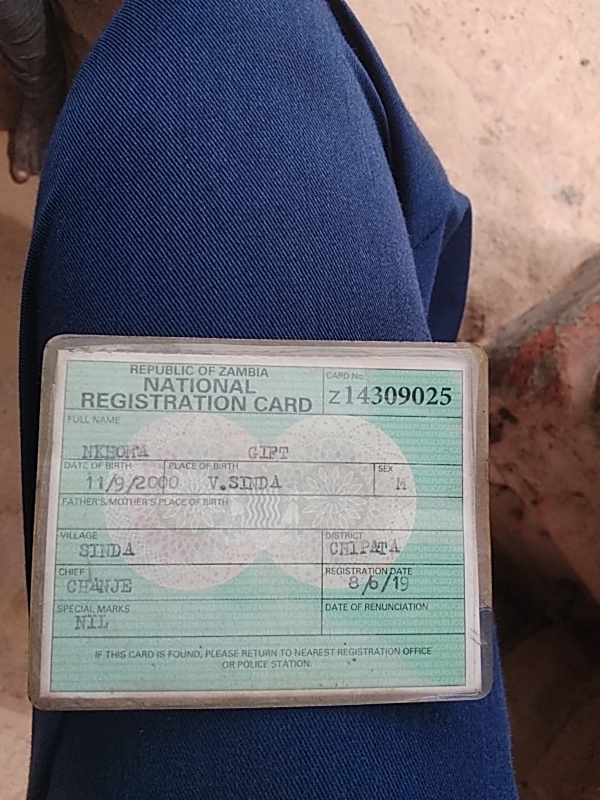 REPUBLIC OF ZAMBIA
NATIONAL
REGISTRATION CARD
CARD No.
Z14309025
FULL NAME
NKHOMA GIFT
DATE OF BIRTH PLACE OF BIRTH SEX
11/9/2000 V.SINDA M
FATHER'S/MOTHER'S PLACE OF BIRTH
VILLAGE DISTRICT
SINDA CHIPATA
CHIEF REGISTRATION DATE
CHANJE 8/6/19
SPECIAL MARKS DATE OF RENUNCIATION
NIL
IF THIS CARD IS FOUND, PLEASE RETURN TO NEAREST REGISTRATION OFFICE
OR POLICE STATION.